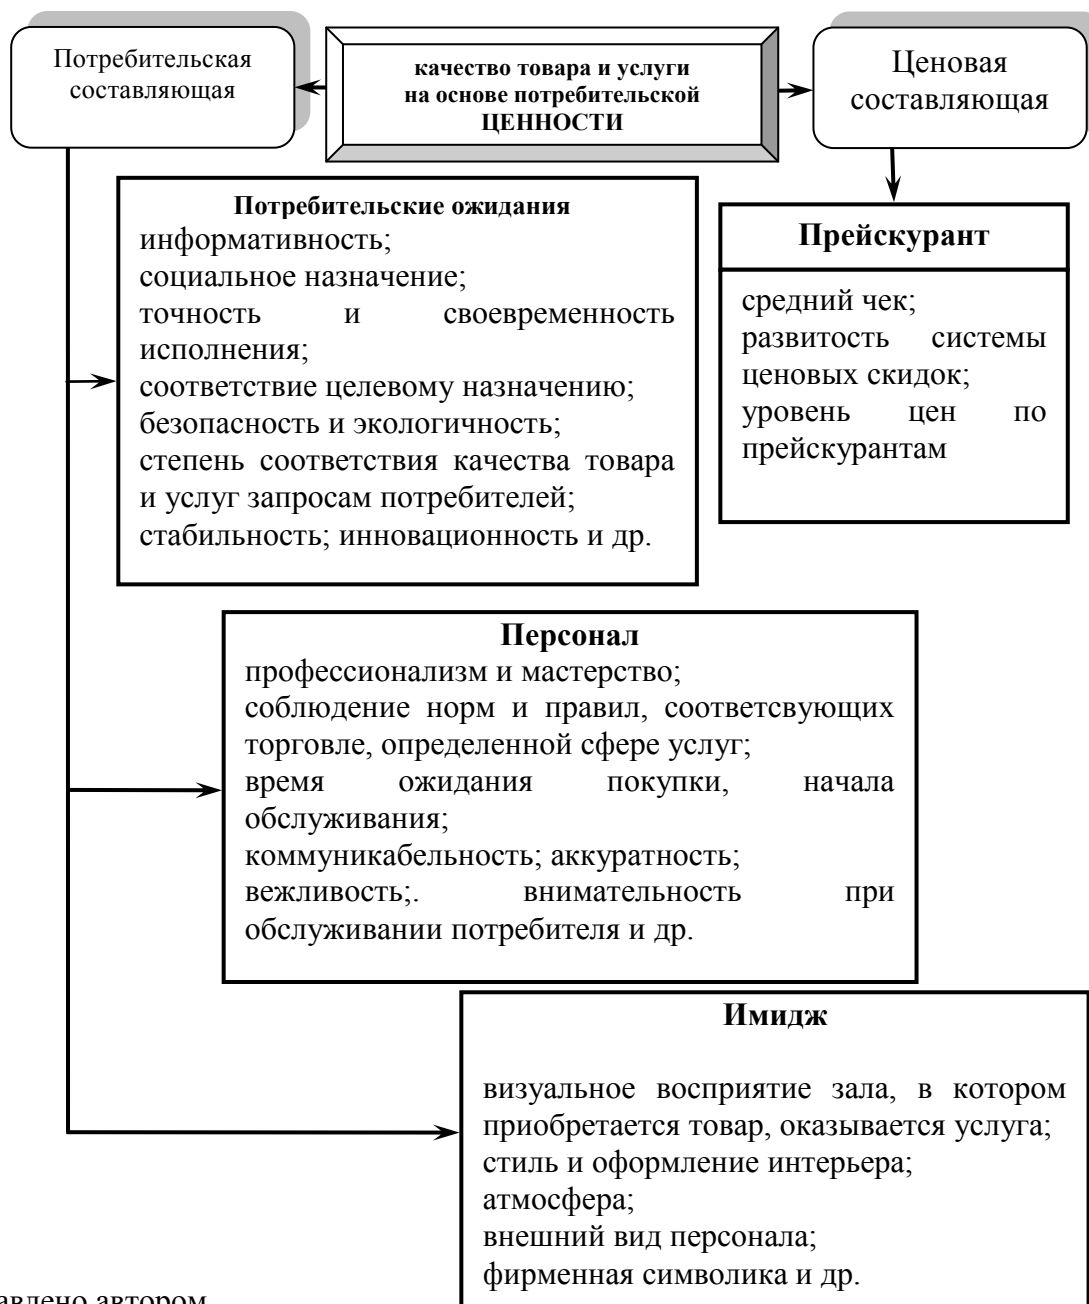 Потребительская
составляющая
качество товара и услуги
на основе потребительской
ЦЕННОСТИ
Ценовая
составляющая
Потребительские ожидания
информативность;
социальное назначение;
точность и своевременность
исполнения;
соответствие целевому назначению;
безопасность и экологичность;
степень соответствия качества товара
и услуг запросам потребителей;
стабильность; инновационность и др.
Прейскурант
средний чек;
развитость системы
ценовых скидок;
уровень цен по
прейскурантам
Персонал
профессионализм и мастерство;
соблюдение норм и правил, соответсвующих
торговле, определенной сфере услуг;
время ожидания покупки, начала
обслуживания;
коммуникабельность; аккуратность;
вежливость;. внимательность при
обслуживании потребителя и др.
Имидж
визуальное восприятие зала, в котором
приобретается товар, оказывается услуга;
стиль и оформление интерьера;
атмосфера;
внешний вид персонала;
фирменная символика и др.
авлено автором